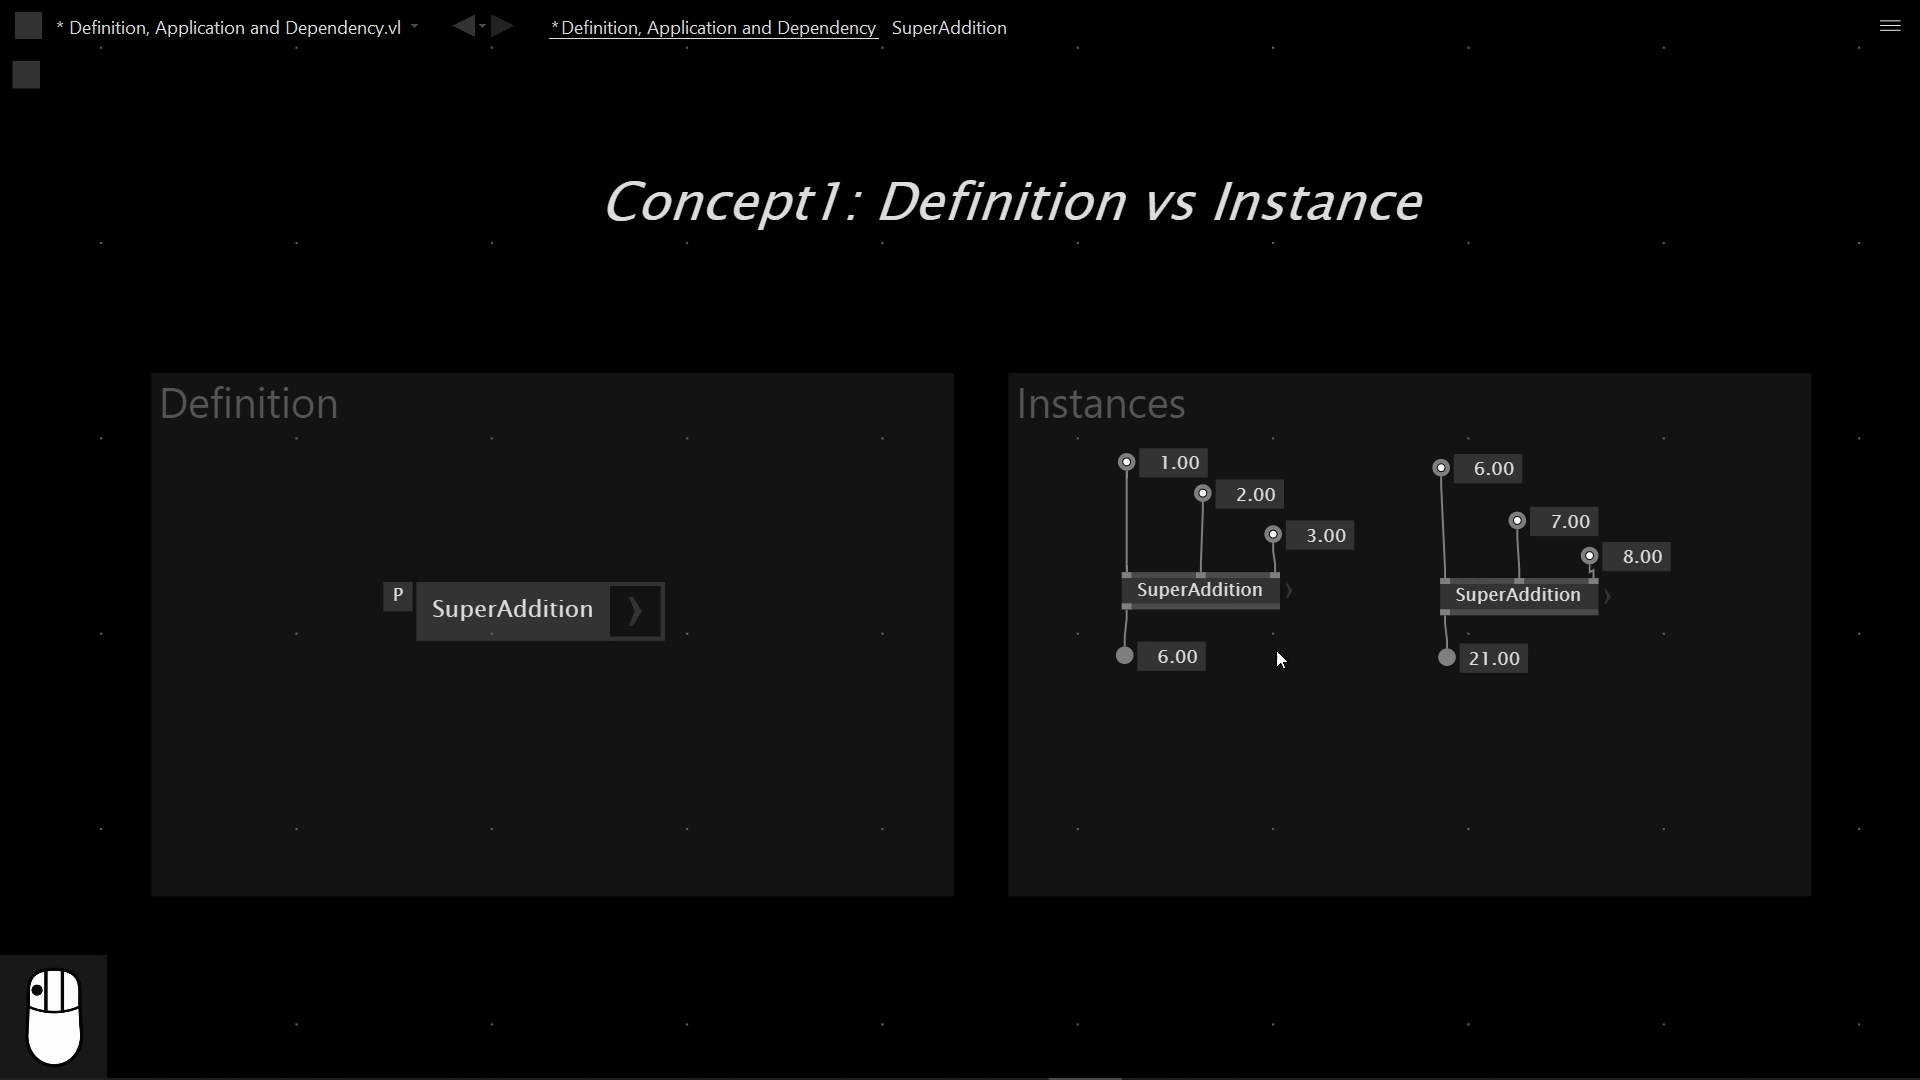 * Definition, Application and Dependency.vl
*Definition, Application and Dependency
SuperAddition
Concept1: Definition vs Instance
Definition
P
SuperAddition
Instances
1.00
2.00
3.00
SuperAddition
6.00
6.00
7.00
8.00
SuperAddition
21.00